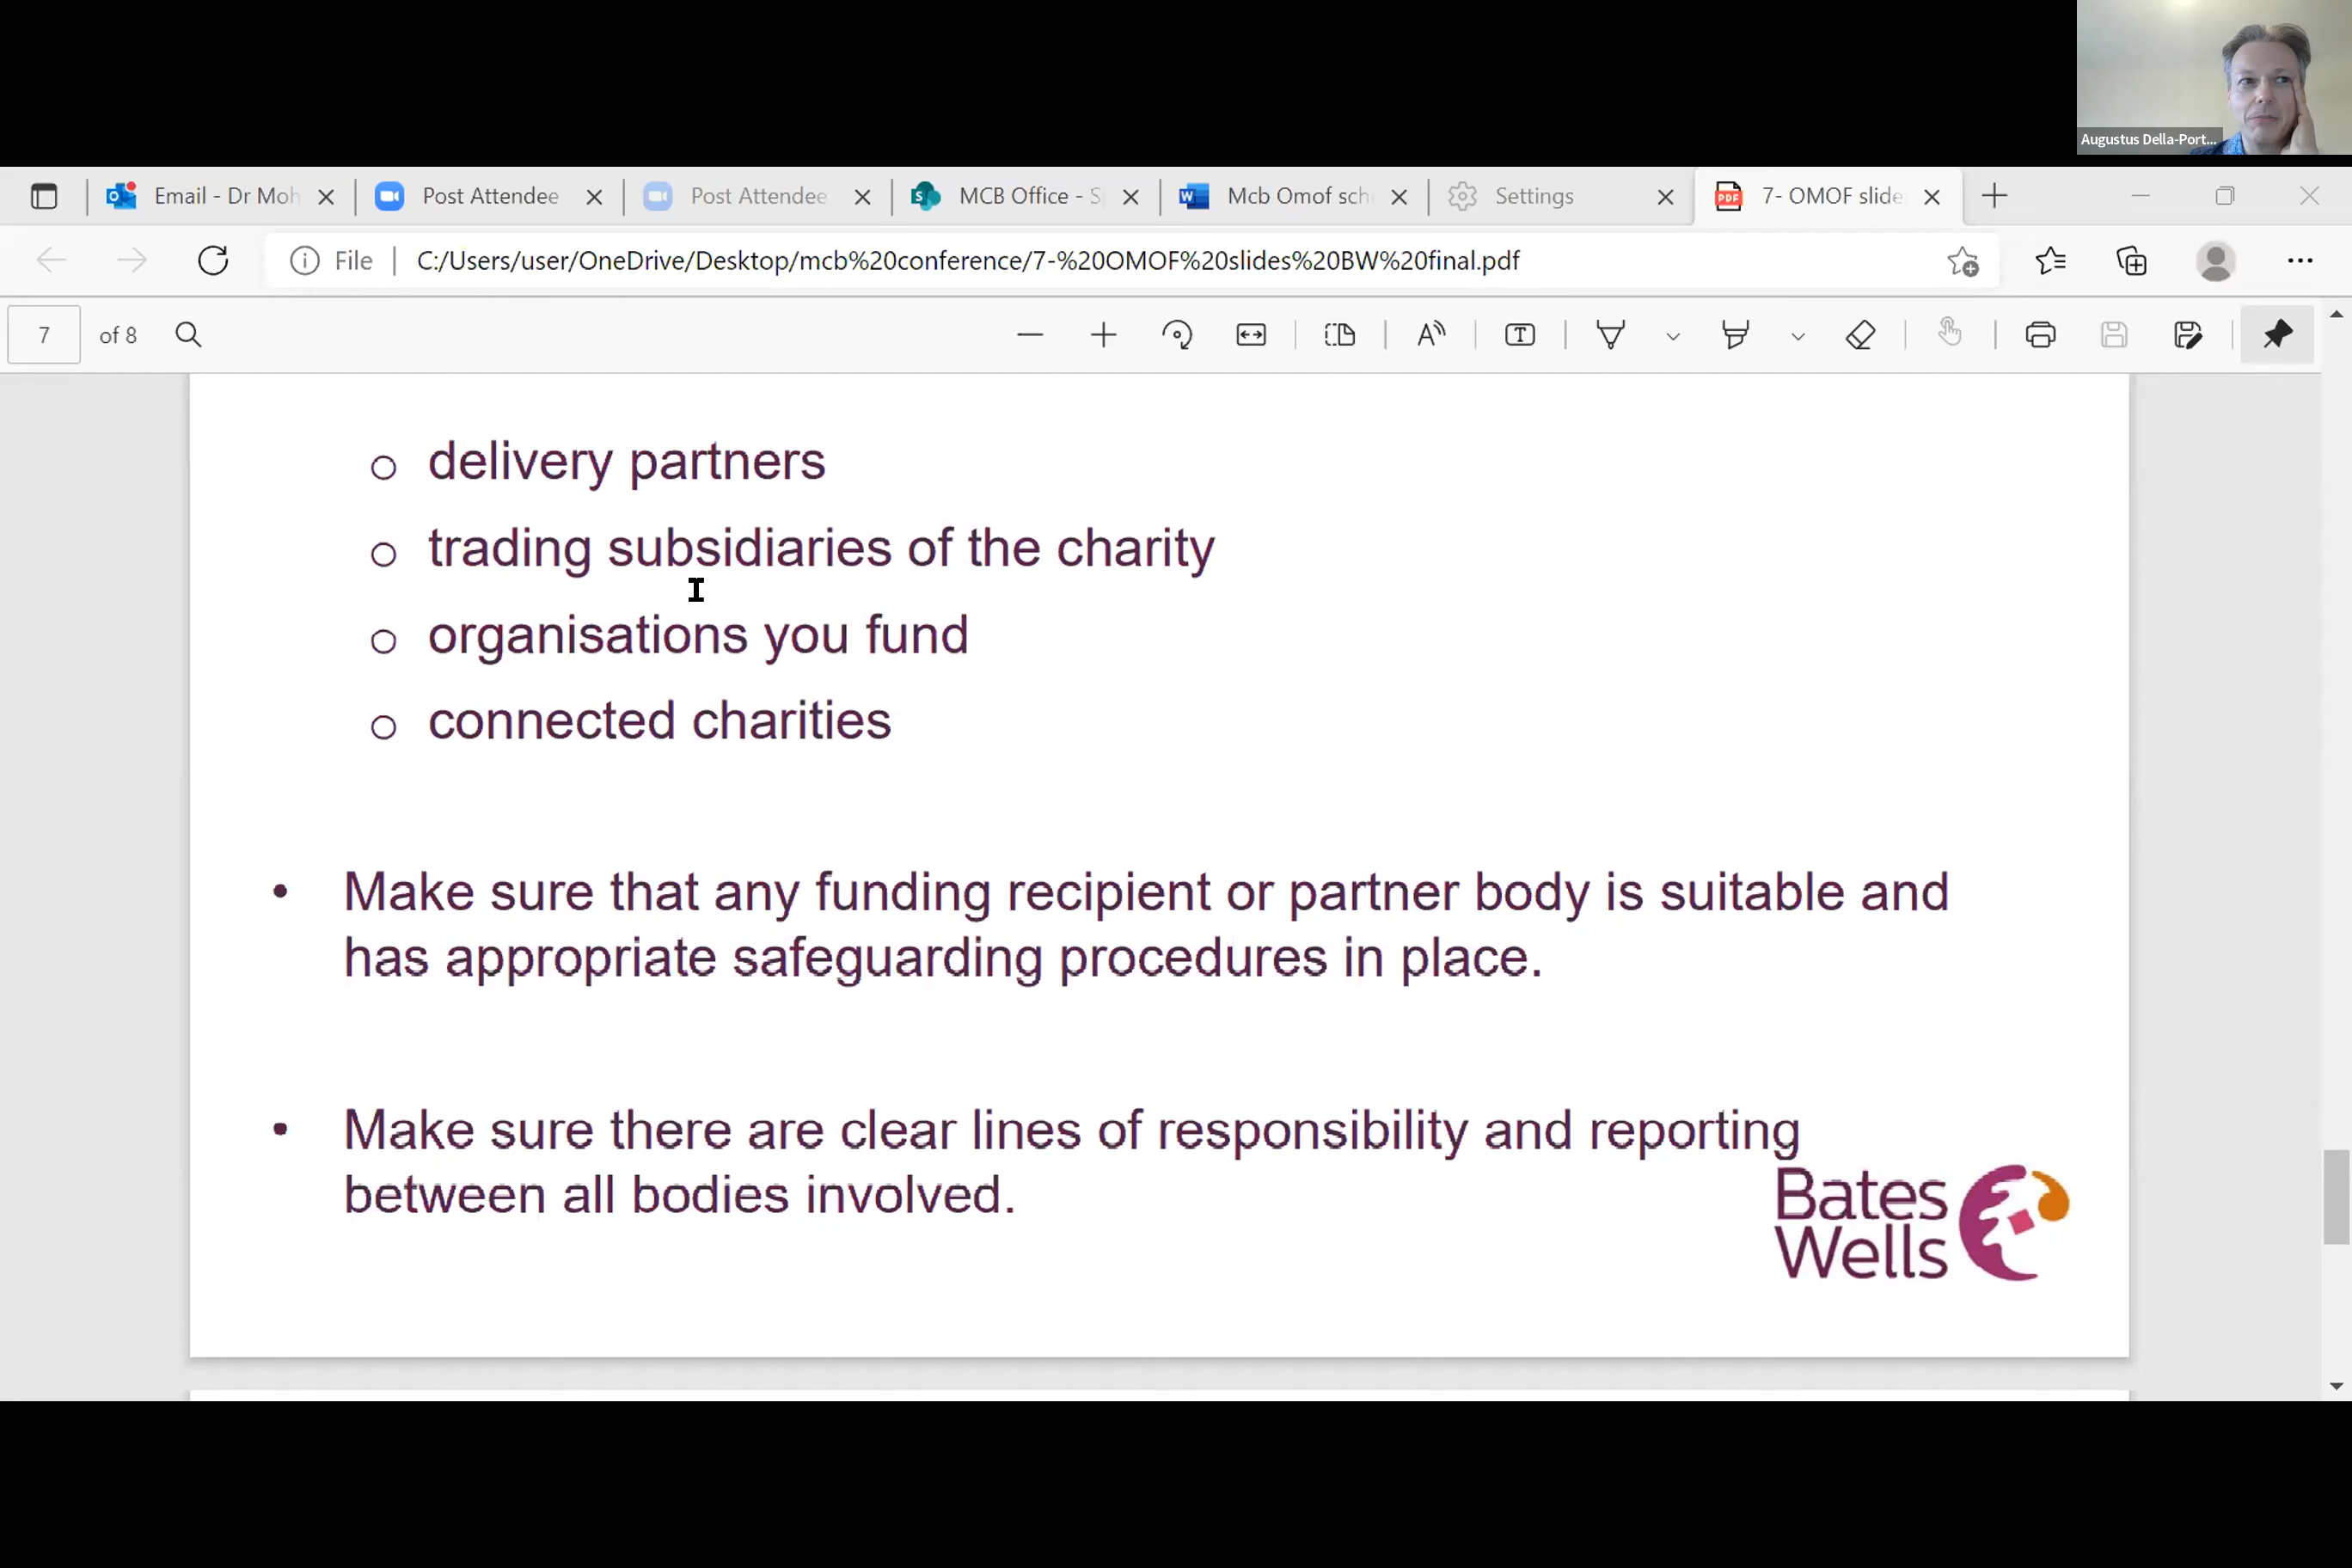 Augustus Della-Port...
Email - Dr Moh
Post Attendee
Post Attendee
MCB Office - S
Mcb Omof sch
Settings
7- OMOF slide
File
C:/Users/user/OneDrive/Desktop/mcb%20conference/7-%20OMOF%20slides%20BW%20final.pdf
7 of 8
○ delivery partners
○ trading subsidiaries of the charity
○ organisations you fund
○ connected charities
• Make sure that any funding recipient or partner body is suitable and
has appropriate safeguarding procedures in place.
• Make sure there are clear lines of responsibility and reporting
between all bodies involved.
Bates
Wells